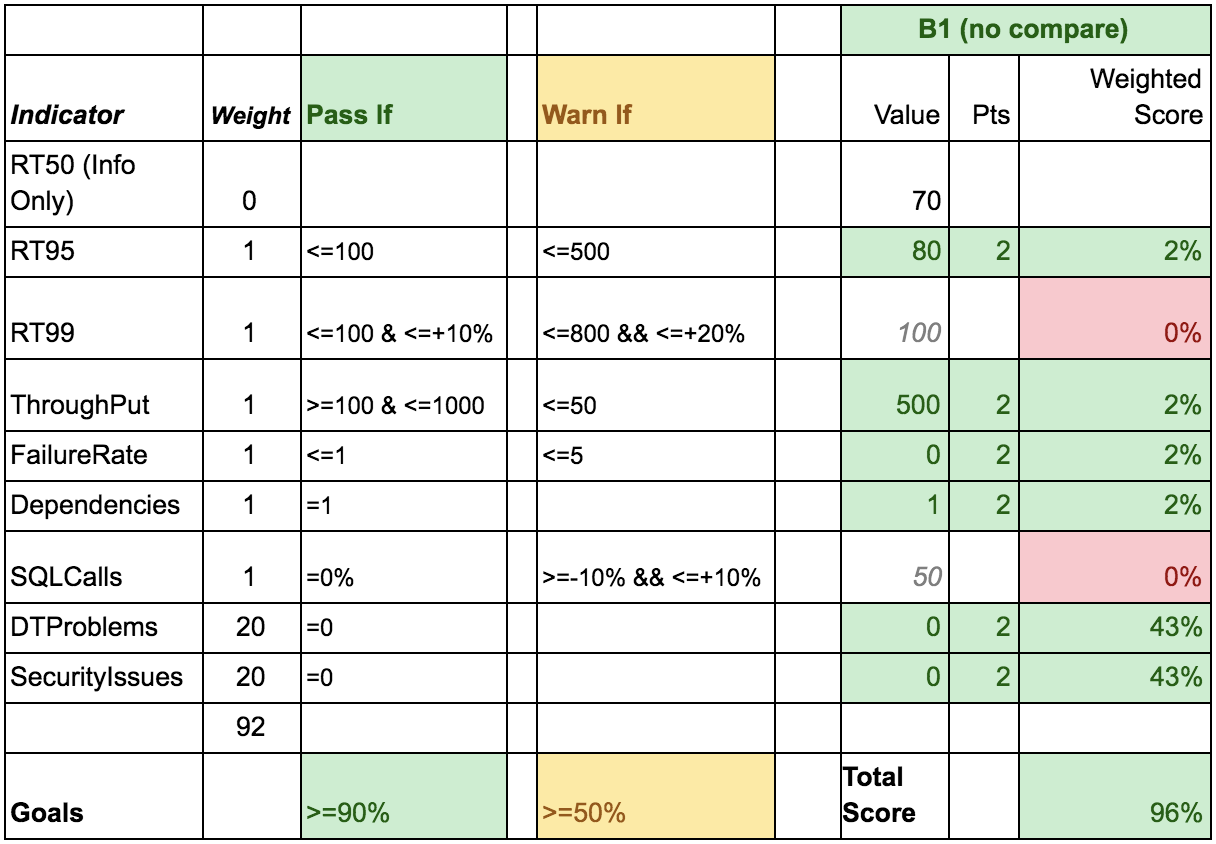 B1 (no compare)
Indicator Weight Pass If Warn If Value Pts Weighted
Score
RT50 (Info
Only) 0 70
RT95 1 <=100 <=500 80 2 2%
RT99 1 <=100 & <=+10% <=800 && <=+20% 100 0%
ThroughPut 1 >=100 & <=1000 <=50 500 2 2%
FailureRate 1 <=1 <=5 0 2 2%
Dependencies 1 =1 1 2 2%
SQLCalls 1 =0% >=-10% && <=+10% 50 0%
DTProblems 20 =0 0 2 43%
SecurityIssues 20 =0 0 2 43%
92
Goals >=90% >=50% Total
Score 96%